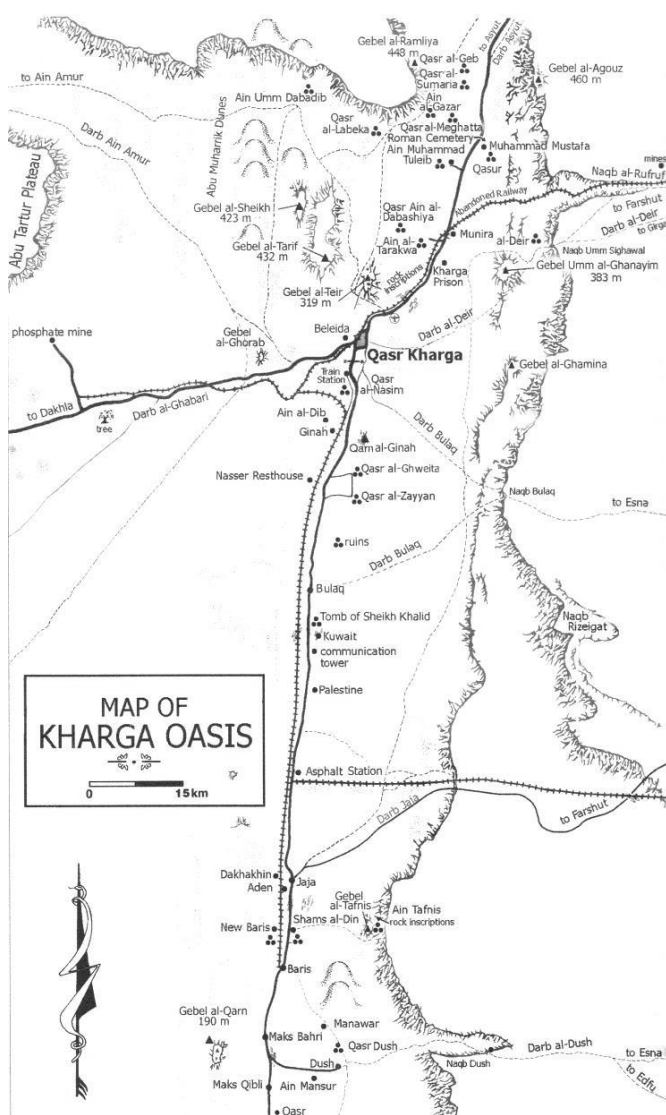 Gebel al-Ramliya
448 m
to Asyut
Darb Asyut
Qasr al-Geb
Qasr al-
Sumaria
Gebel al-Agouz
460 m
to Ain Amur
Ain Umm Dabadib
Ain
al-Gazar
Qasr
al-Labeka
Qasr al-Meghatta
Roman Cemetery
Ain Muhammad
Tuleib
Muhammad Mustafa
Qasur
mines
Naqb al-Rufruf
Darb Ain Amur
Abu Muharrik Dunes
Abu Tartur Plateau
Gebel al-Sheikh
423 m
Abandoned Railway
to Farshut
Darb al-Deir
to Girga
Qasr Ain al-
Dabashiya
Munira
al-Deir
Naqb Umm Sighawal
Gebel al-Tarif
432 m
Ain al-
Tarakwa
Kharga
Prison
Gebel Umm al-Ghanayim
383 m
Gebel al-Teir
319 m
rock
inscriptions
phosphate mine
Gebel
al-Ghorab
Beleida
Darb al-Deir
Qasr Kharga
Train
Station
Qasr
al-Nasim
Gebel al-Ghamina
to Dakhla
Darb al-Ghabari
tree
Ain al-Dib
Ginah
Darb Bulaq
Qarn al-Ginah
Nasser Resthouse
Qasr al-Ghweita
Qasr al-Zayyan
Naqb Bulaq
to Esna
ruins
Darb Bulaq
Bulaq
Tomb of Sheikh Khalid
Kuwait
communication
tower
Naqb
Rizeigat
Palestine
MAP OF
KHARGA OASIS
0 15km
Asphalt Station
Darb Jaja
to Farshut
Dakhakhin
Aden
Jaja
Gebel
al-Tafnis
Ain Tafnis
rock inscriptions
New Baris
Shams al-Din
Baris
Gebel al-Qarn
190 m
Manawar
Maks Bahri
Qasr Dush
Darb al-Dush
to Esna
Dush
Naqb Dush
to Edfu
Maks Qibli
Ain Mansur
Qasr